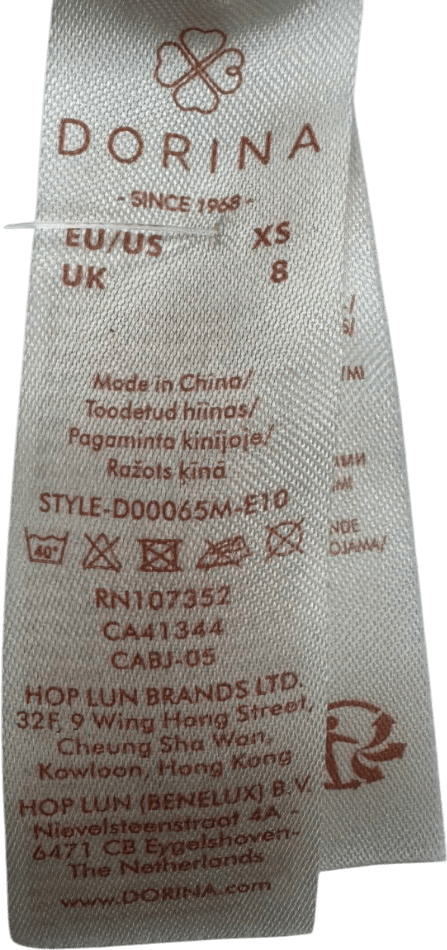 DORINA
- SINCE 1968 -
EU/US XS
UK 8
Made in China/
Toodetud hiinas/
Pagaminta kinijoje/
Ražots ķīnā
STYLE-D00065M-E10
40°
RN107352
CA41344
CABJ-05
HOP LUN BRANDS LTD.
32F, 9 Wing Hong Street,
Cheung Sha Wan,
Kowloon, Hong Kong
HOP LUN (BENELUX) B.V.
Nievelsteenstraat 4A -
6471 CB Eygelshoven-
The Netherlands
www.DORINA.com